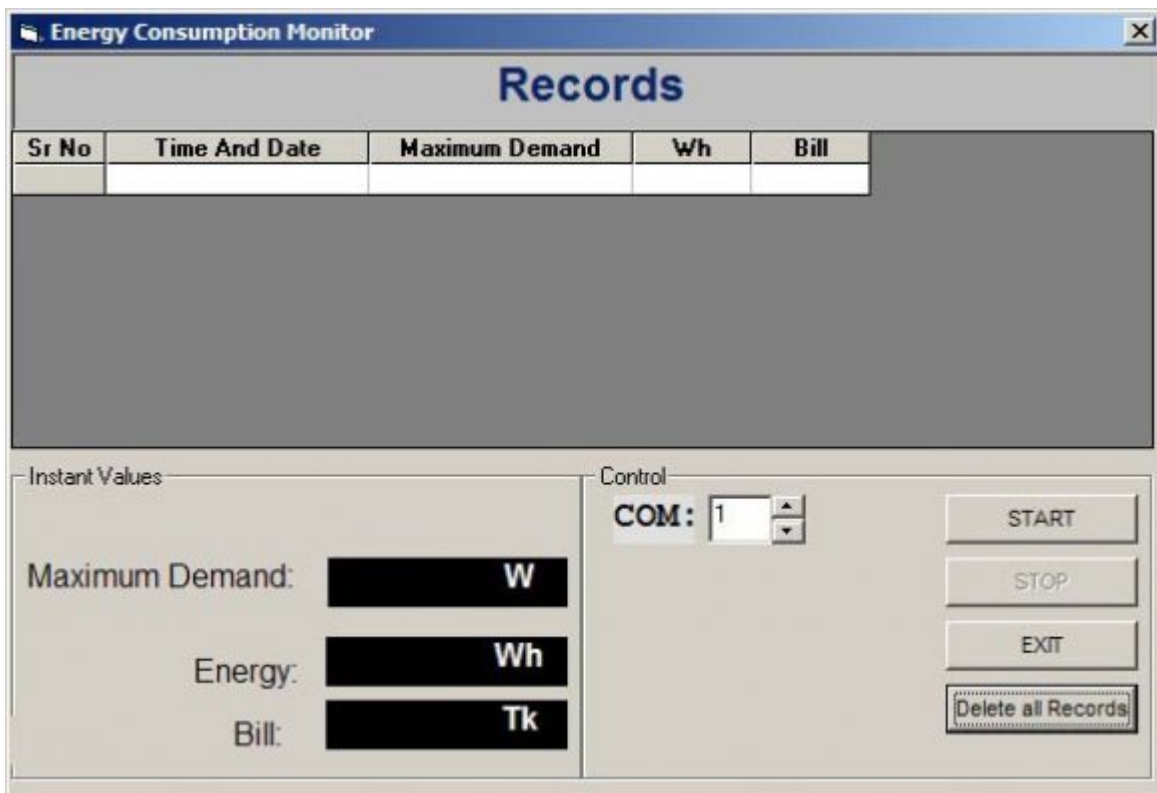 Energy Consumption Monitor
Records
Sr No Time And Date Maximum Demand Wh Bill
Instant Values
Maximum Demand: W
Energy: Wh
Bill: Tk
Control
COM: 1
START
STOP
EXIT
Delete all Records